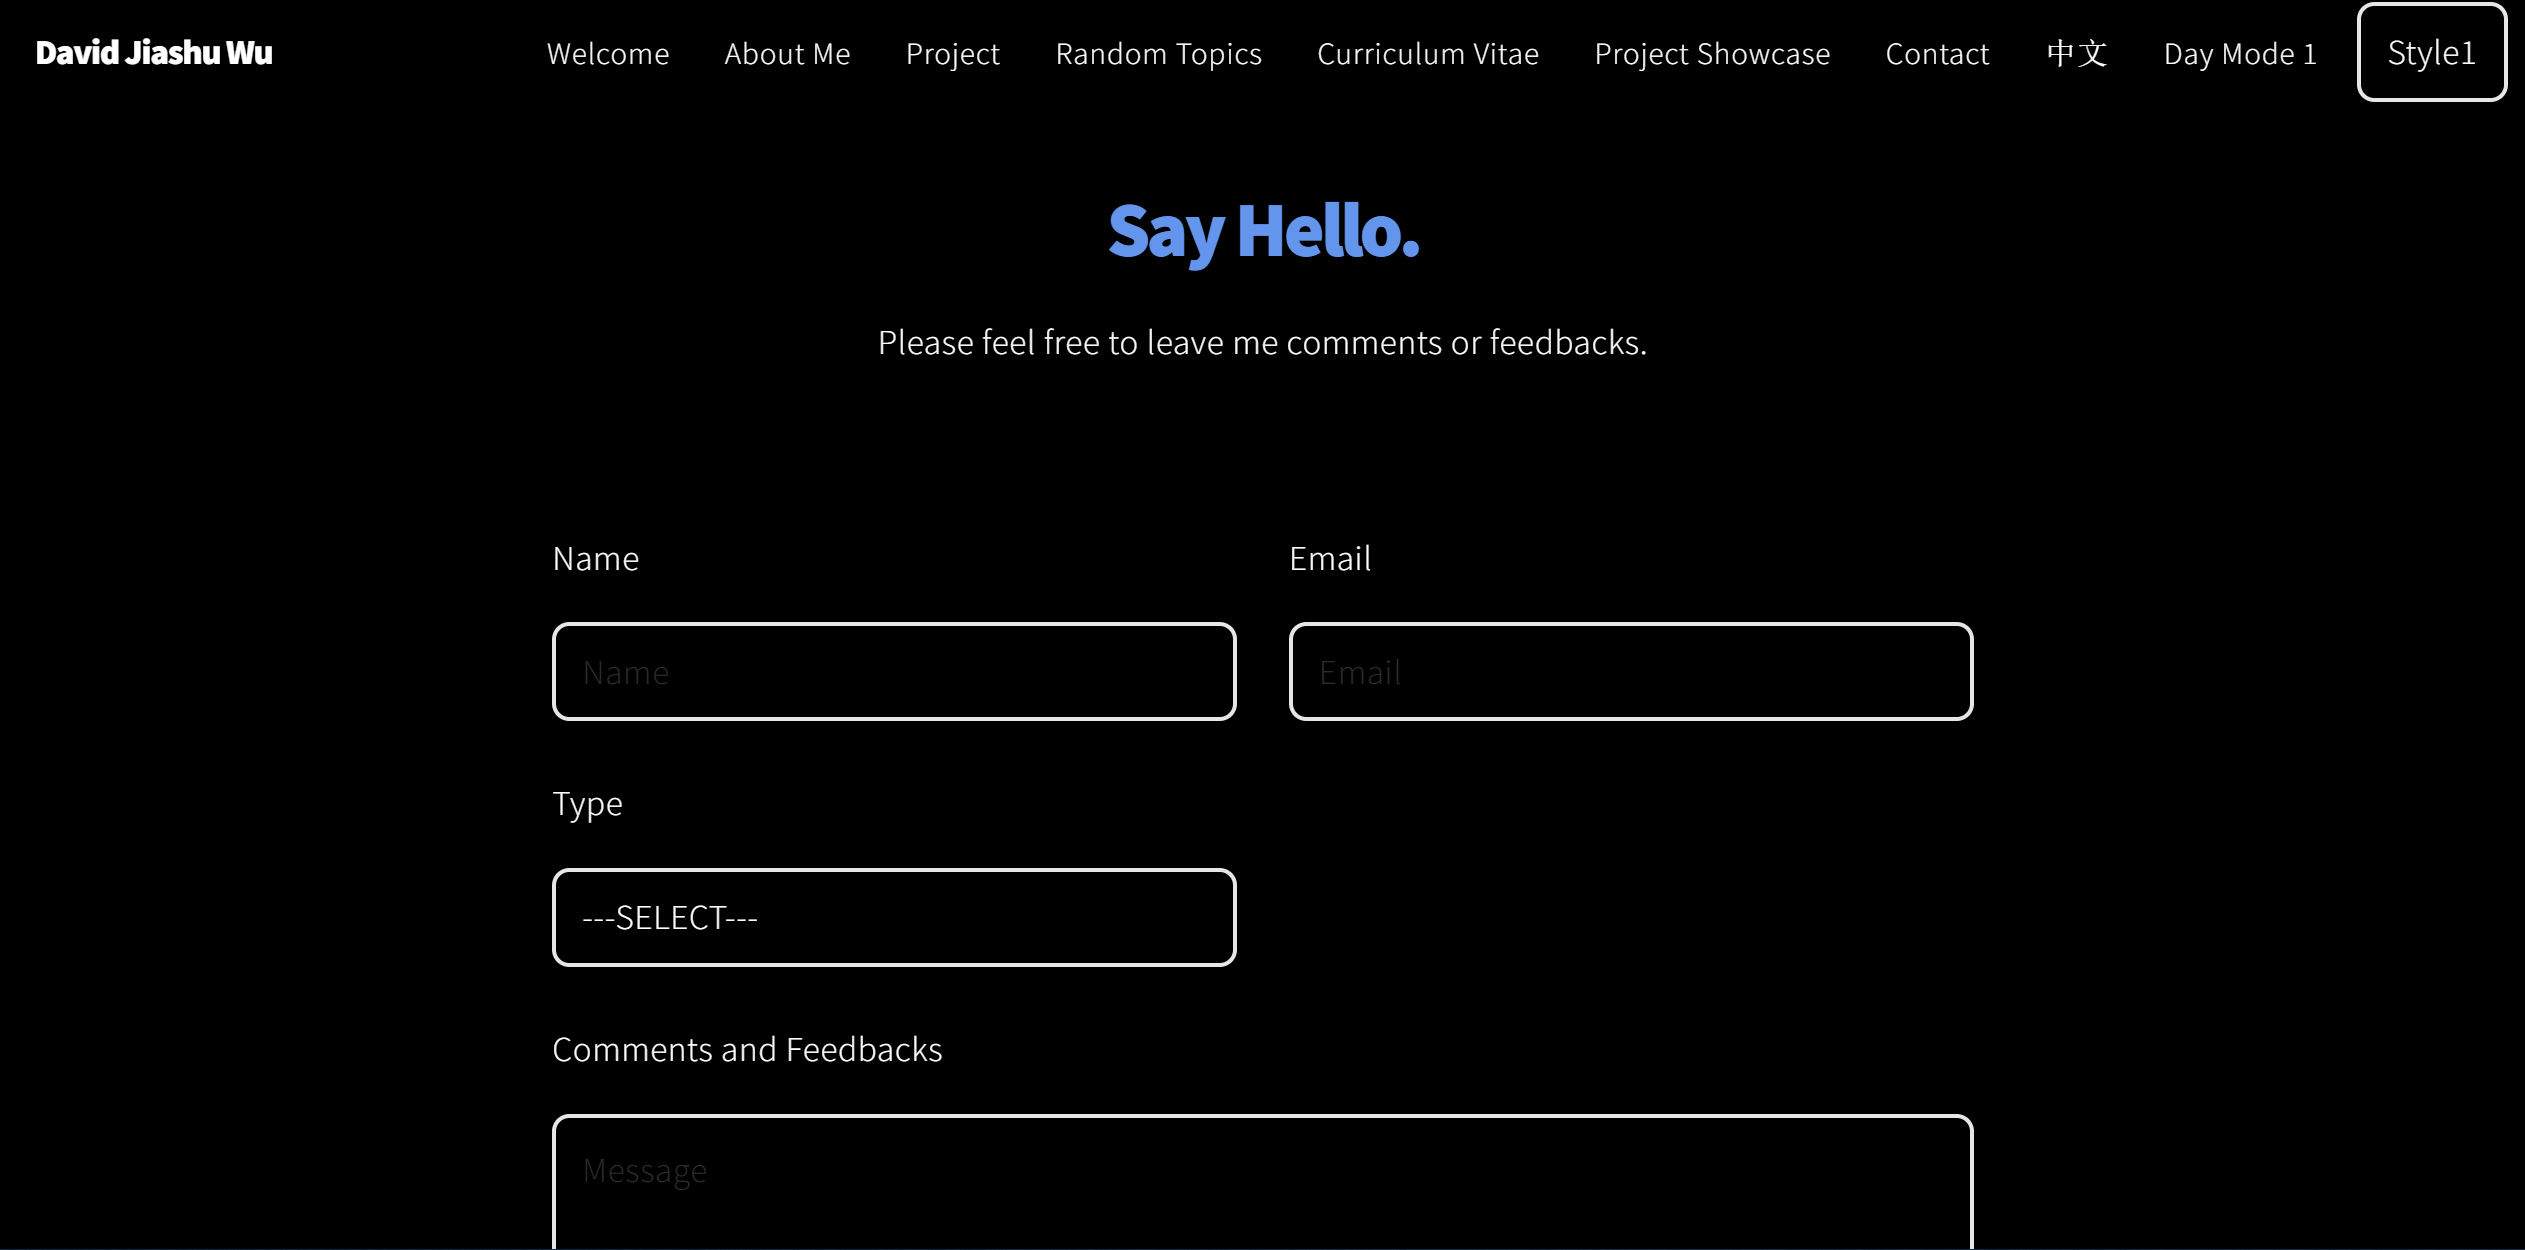 David Jiashu Wu Welcome About Me Project Random Topics Curriculum Vitae Project Showcase Contact 中文 Day Mode 1 Style1
Say Hello.
Please feel free to leave me comments or feedbacks.
Name Email
Name Email
Type
---SELECT---
Comments and Feedbacks
Message